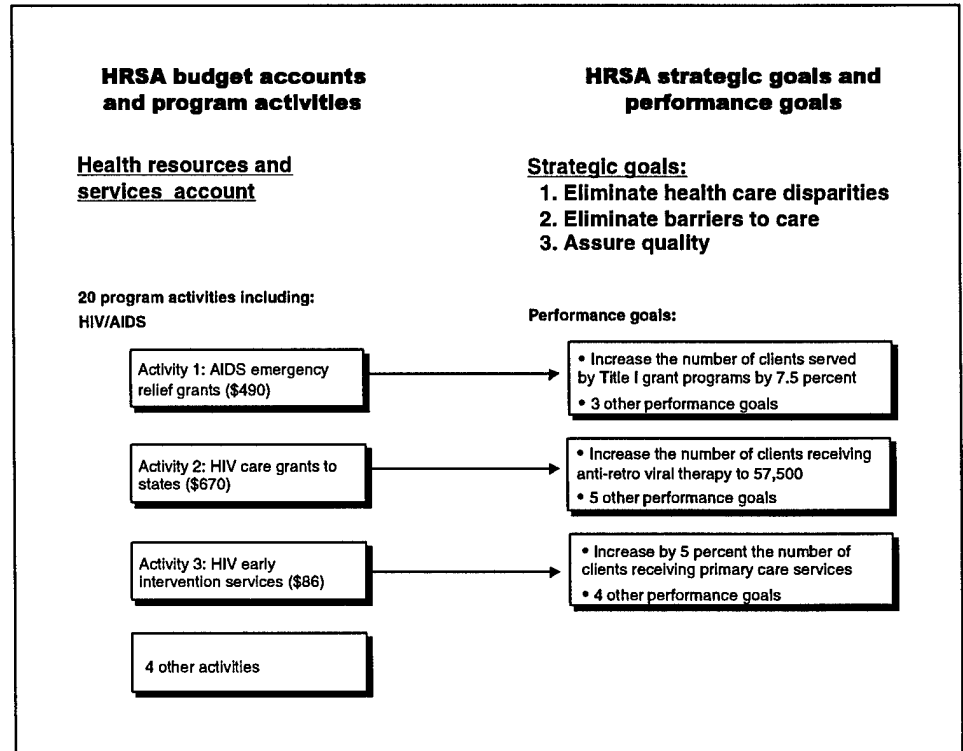 HRSA budget accounts
and program activities
Health resources and
services account
20 program activities including:
HIV/AIDS
Activity 1: AIDS emergency
relief grants ($490)
Activity 2: HIV care grants to
states ($670)
Activity 3: HIV early
intervention services ($86)
4 other activities
HRSA strategic goals and
performance goals
Strategic goals:
1. Eliminate health care disparities
2. Eliminate barriers to care
3. Assure quality
Performance goals:
• Increase the number of clients served
by Title I grant programs by 7.5 percent
• 3 other performance goals
• Increase the number of clients receiving
anti-retro viral therapy to 57,500
• 5 other performance goals
• Increase by 5 percent the number of
clients receiving primary care services
• 4 other performance goals